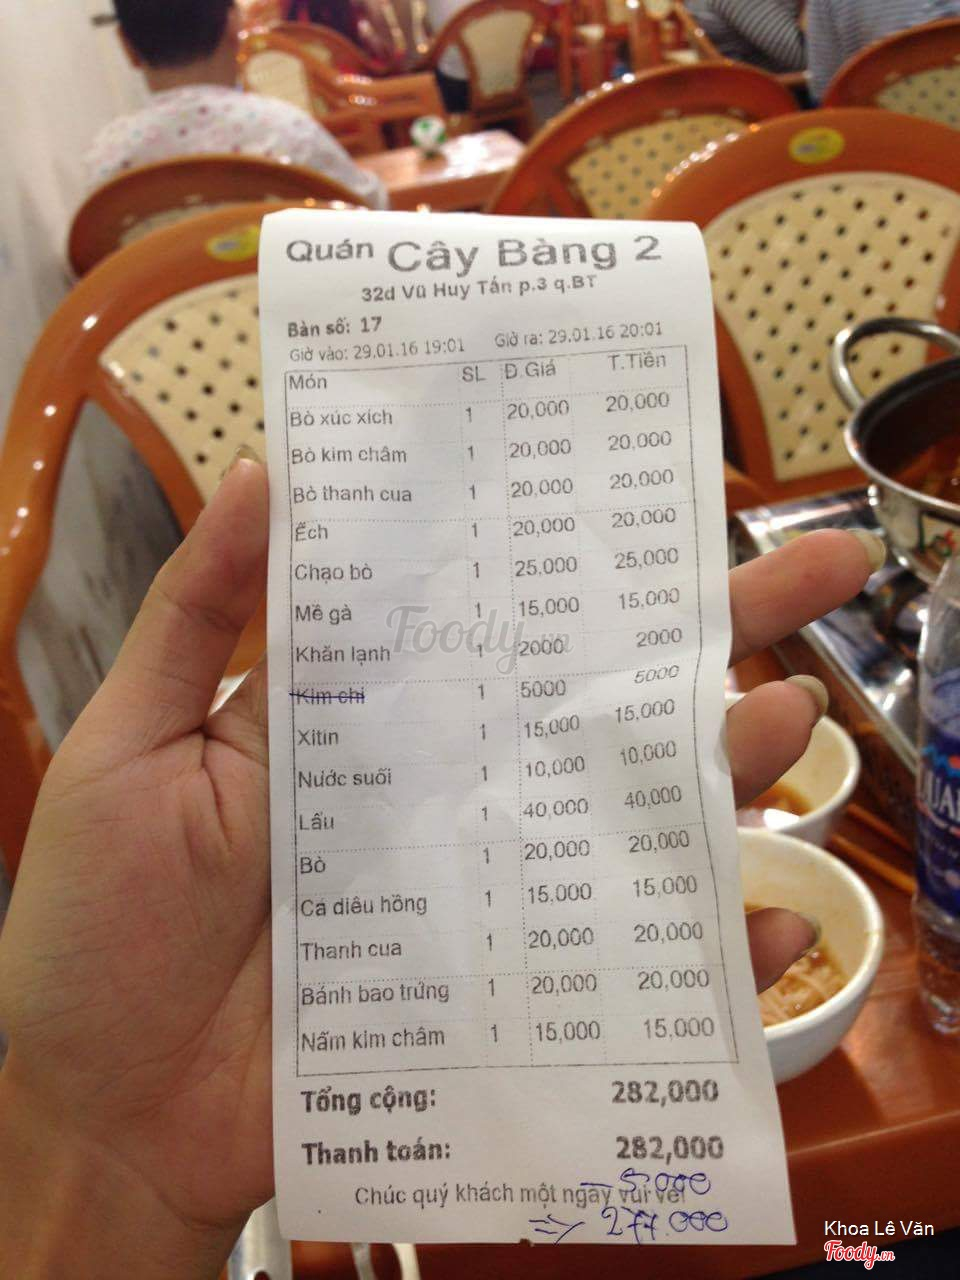 Quán Cây Bàng 2
32d Vũ Huy Tấn p.3 q.BT
Bàn số: 17
Giờ vào: 29.01.16 19:01 Giờ ra: 29.01.16 20:01
Món SL Đ.Giá T.Tiền
Bò xúc xích 1 20,000 20,000
Bò kim châm 1 20,000 20,000
Bò thanh cua 1 20,000 20,000
Ếch 1 20,000 20,000
Chạo bò 1 25.000 25,000
Mề gà 1 15,000 15,000
Khăn lạnh 1 2000 2000
Kim chi 1 5000 5000
Xitin 1 15,000 15,000
Nước suối 1 10,000 10,000
Lẩu 1 40,000 40,000
Bò 1 20,000 20,000
Cá diêu hồng 1 15.000 15,000
Thanh cua 1 20,000 20,000
Bánh bao trứng 1 20,000 20,000
Nấm kim châm 1 15,000 15,000
Tổng cộng: 282,000
Thanh toán: 282,000
- 5.000
Chúc quý khách một ngày vui vẻ!
=> 277.000
Foody.vn
Khoa Lê Văn
Foody.vn